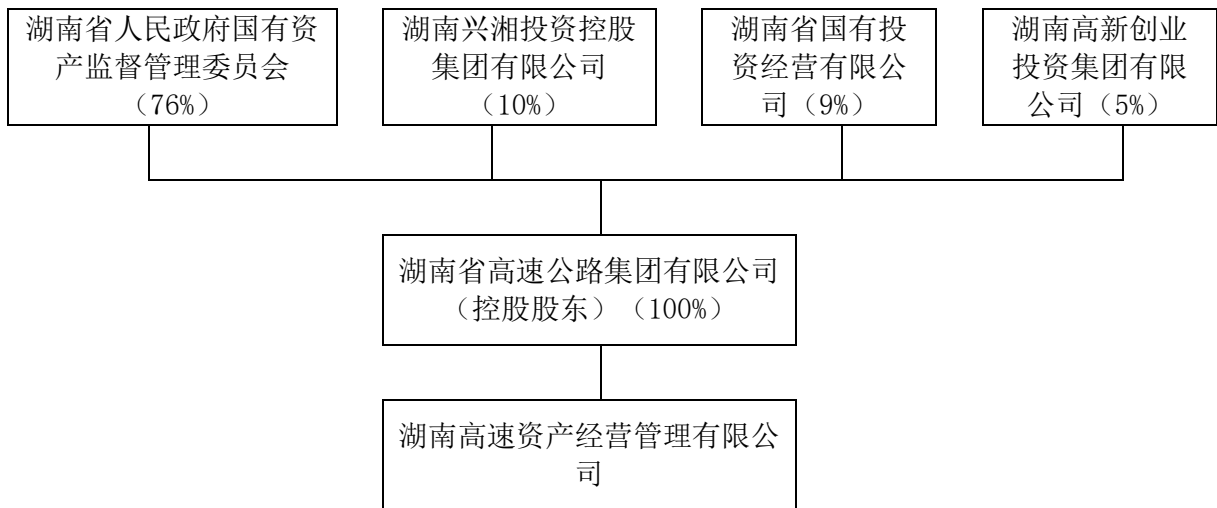 湖南省人民政府国有资
产监督管理委员会
（76%）
湖南兴湘投资控股
集团有限公司
（10%）
湖南省国有投
资经营有限公
司（9%）
湖南高新创业
投资集团有限
公司（5%）
湖南省高速公路集团有限公司
（控股股东）（100%）
湖南高速资产经营管理有限公
司